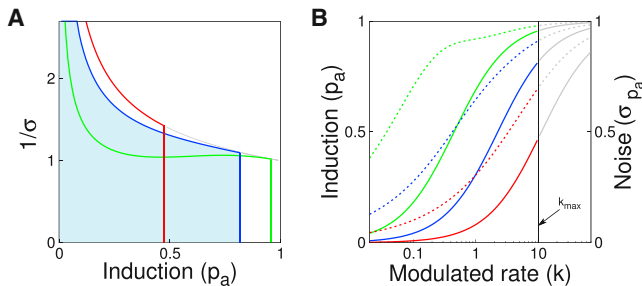 A
B
1/σ
2
1
0
0
0.5
1
Induction (pa)
Induction (pa)
1
0.5
0
0.1
1
10
Modulated rate (k)
kmax
1
0.5
0
Noise (σ pa)